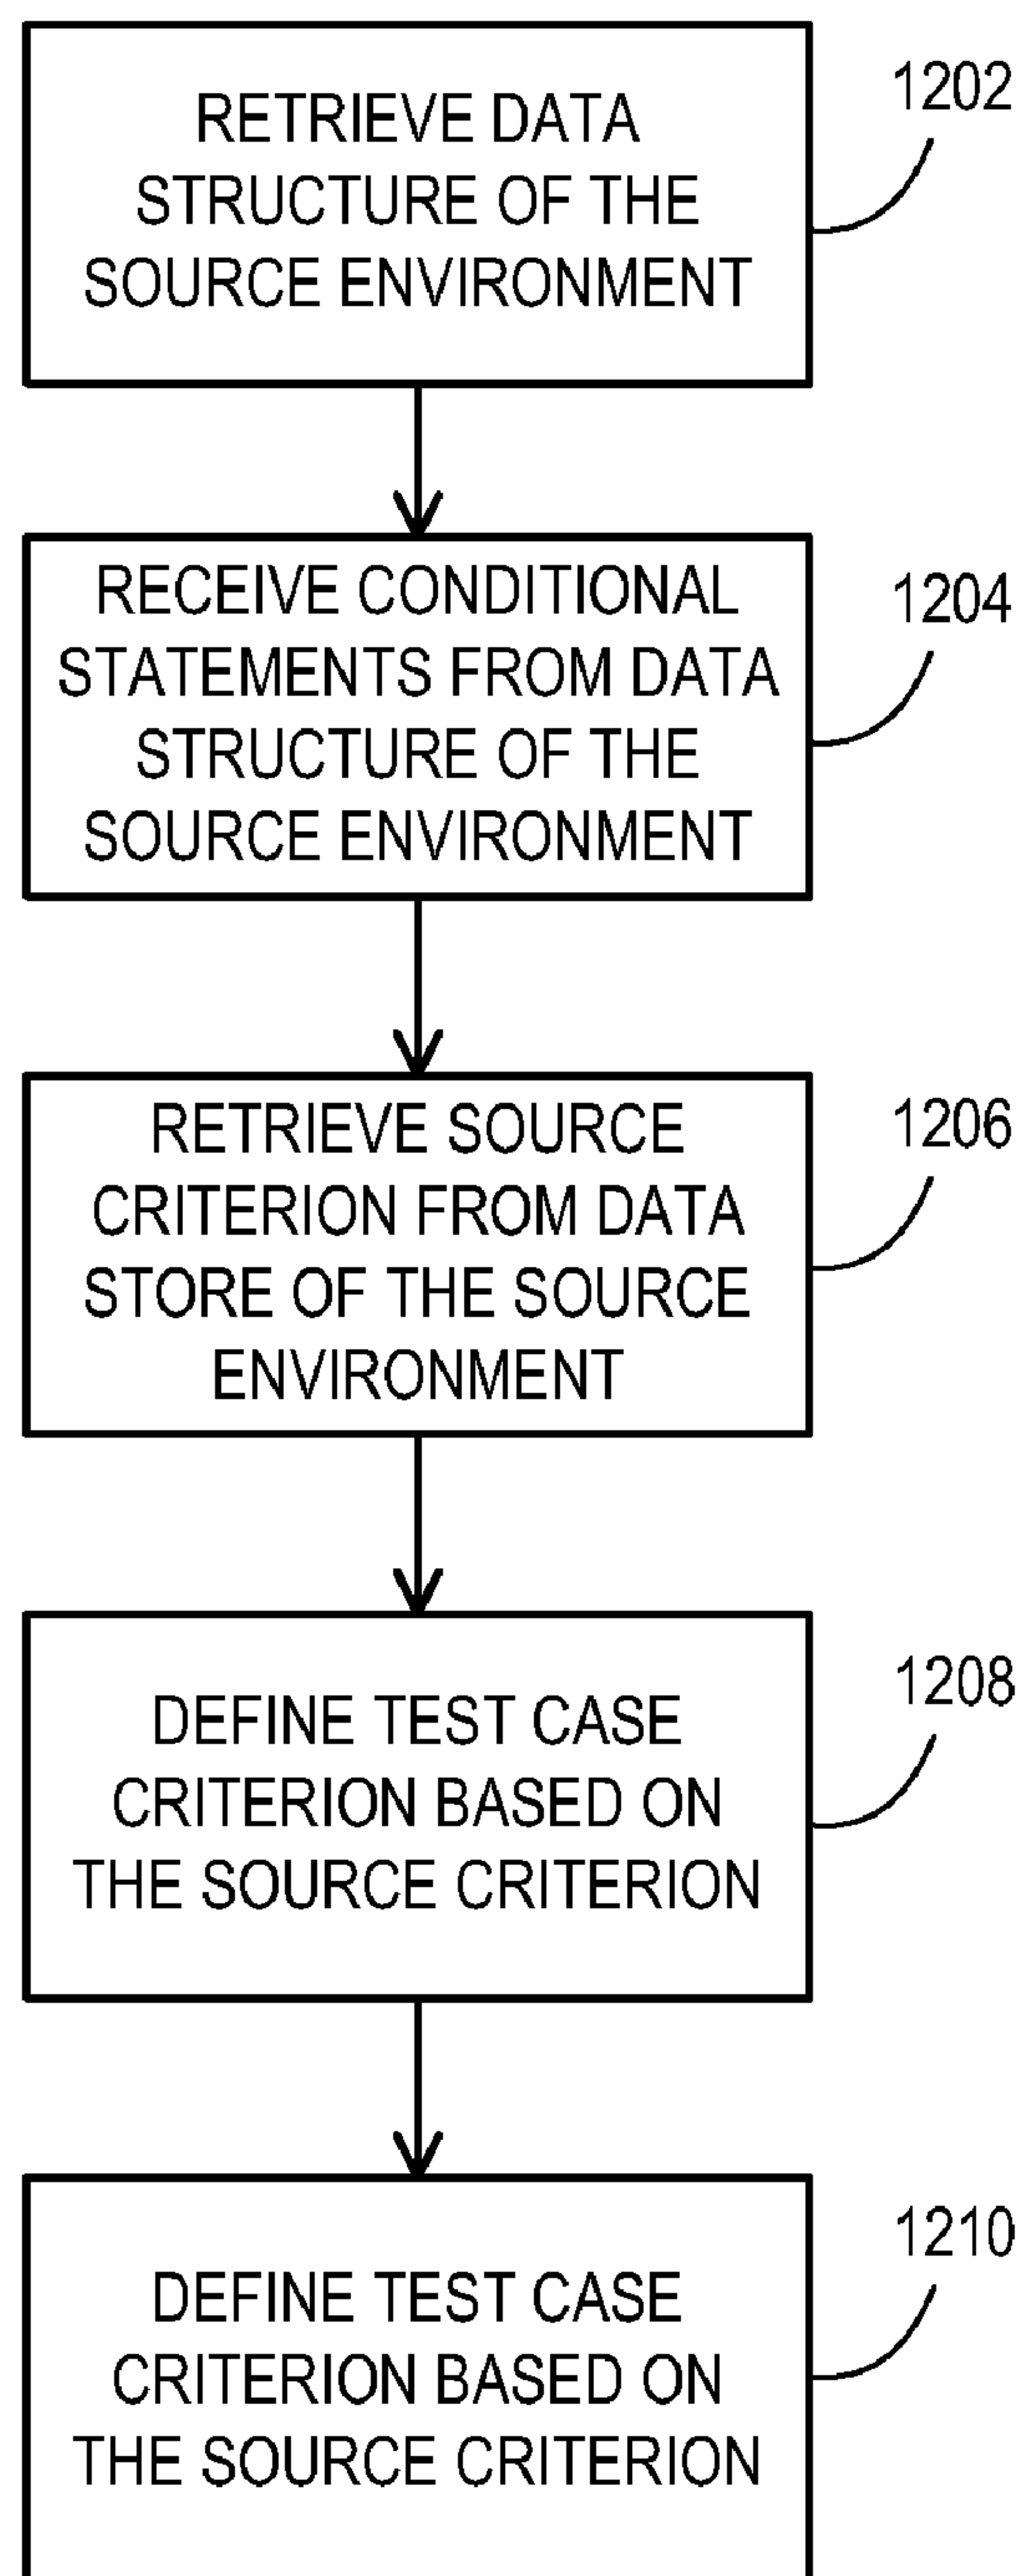 RETRIEVE DATA
STRUCTURE OF THE
SOURCE ENVIRONMENT
1202
RECEIVE CONDITIONAL
STATEMENTS FROM DATA
STRUCTURE OF THE
SOURCE ENVIRONMENT
1204
RETRIEVE SOURCE
CRITERION FROM DATA
STORE OF THE SOURCE
ENVIRONMENT
1206
DEFINE TEST CASE
CRITERION BASED ON
THE SOURCE CRITERION
1208
DEFINE TEST CASE
CRITERION BASED ON
THE SOURCE CRITERION
1210